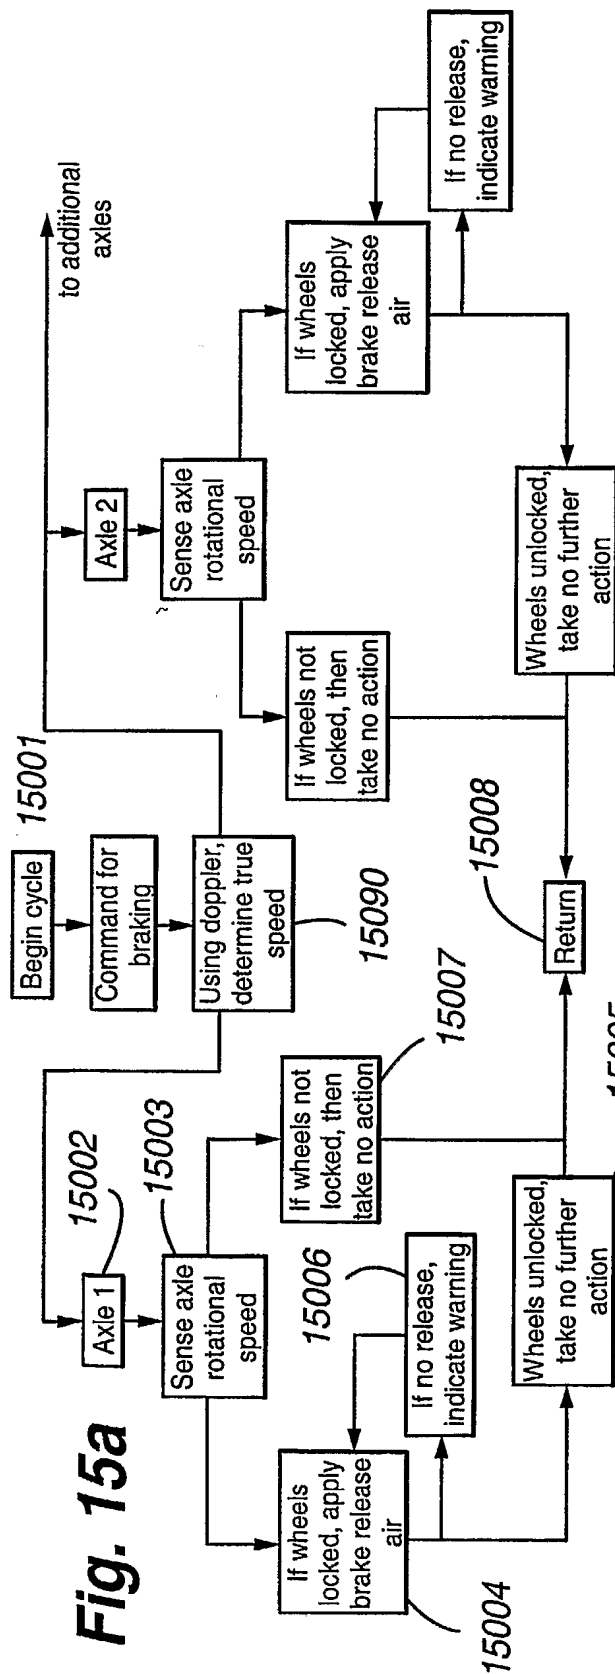 Fig. 15a
Begin cycle
15001
Command for
braking
Using doppler,
determine true
speed
15090
to additional
axles
Axle 1
15002
Sense axle
rotational
speed
15003
If wheels
locked, apply
brake release
air
15004
If no release,
indicate warning
15006
If wheels not
locked, then
take no action
15007
Wheels unlocked,
take no further
action
Axle 2
Sense axle
rotational
speed
If wheels not
locked, then
take no action
If wheels
locked, apply
brake release
air
If no release,
indicate warning
Wheels unlocked,
take no further
action
Return
15008